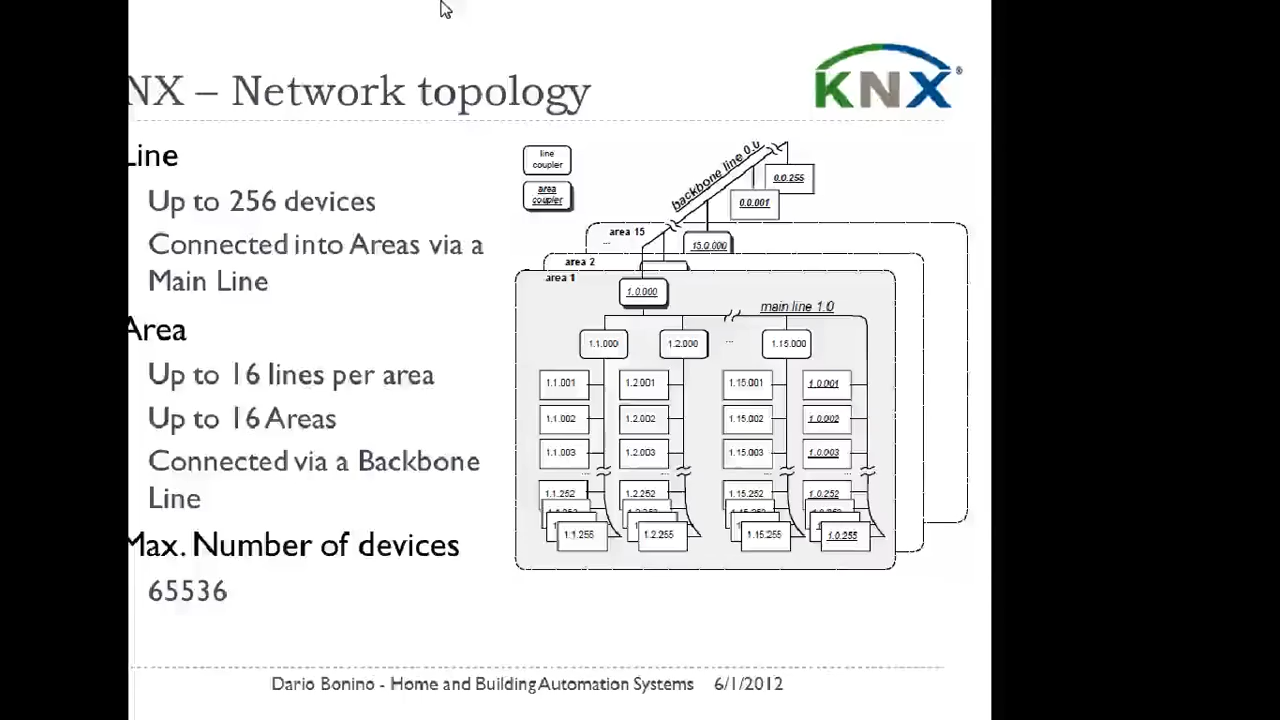 NX – Network topology
KNX®
Line
Up to 256 devices
Connected into Areas via a
Main Line
Area
Up to 16 lines per area
Up to 16 Areas
Connected via a Backbone
Line
Max. Number of devices
65536
line
coupler
area
coupler
backbone line 0.0
0.0.255
0.0.001
area 15
...
15.0.000
area 2
area 1
1.0.000
main line 1.0
1.1.000 1.2.000 ... 1.15.000
1.1.001 1.2.001 1.15.001 1.0.001
1.1.002 1.2.002 1.15.002 1.0.002
1.1.003 1.2.003 1.15.003 1.0.003
... ... ... ...
1.1.252 1.2.252 1.15.252 1.0.252
1.1.255 1.2.255 1.15.255 1.0.255
Dario Bonino - Home and Building Automation Systems 6/1/2012